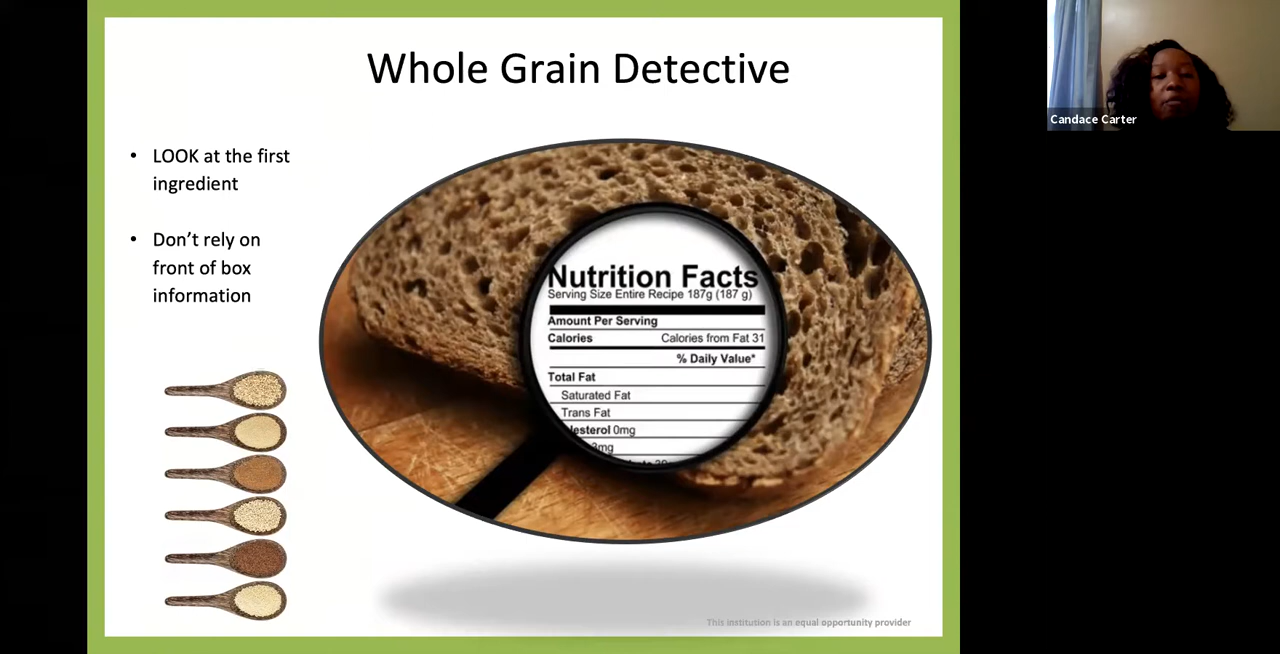 Whole Grain Detective
• LOOK at the first
ingredient
• Don’t rely on
front of box
information
Nutrition Facts
Serving Size Entire Recipe 187g (187 g)
Amount Per Serving
Calories Calories from Fat 31
% Daily Value*
Total Fat
Saturated Fat
Trans Fat
lesterol 0mg
3mg
This institution is an equal opportunity provider
Candace Carter